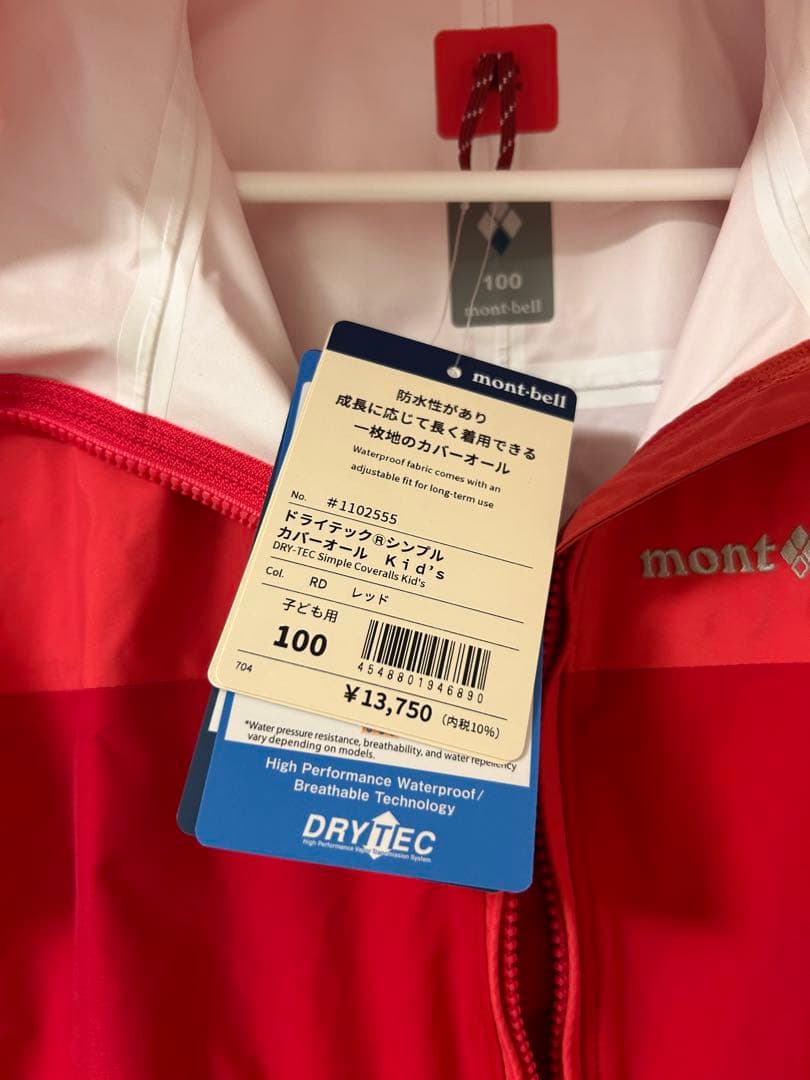 100
mont-bell
mont-bell
防水性があり
成長に応じて長く着用できる
一枚地のカバーオール
Waterproof fabric comes with an
adjustable fit for long-term use
No. #1102555
ドライテック®シンプル
カバーオール Kid's
DRY-TEC Simple Coveralls Kid's
Col. RD レッド
子ども用
100
4548801946890
704
¥13,750 (内税10%)
*Water pressure resistance, breathability, and water repellency
vary depending on models.
High Performance Waterproof/
Breathable Technology
DRYTEC
High Performance Vapor Transmission System
mont